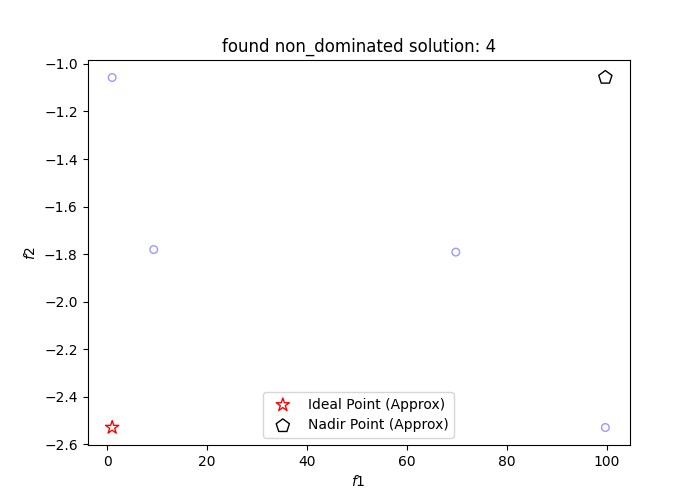 found non_dominated solution: 4
−1.0
−1.2
−1.4
−1.6
−1.8
−2.0
−2.2
−2.4
−2.6
f2
Ideal Point (Approx)
Nadir Point (Approx)
0 20 40 60 80 100
f1